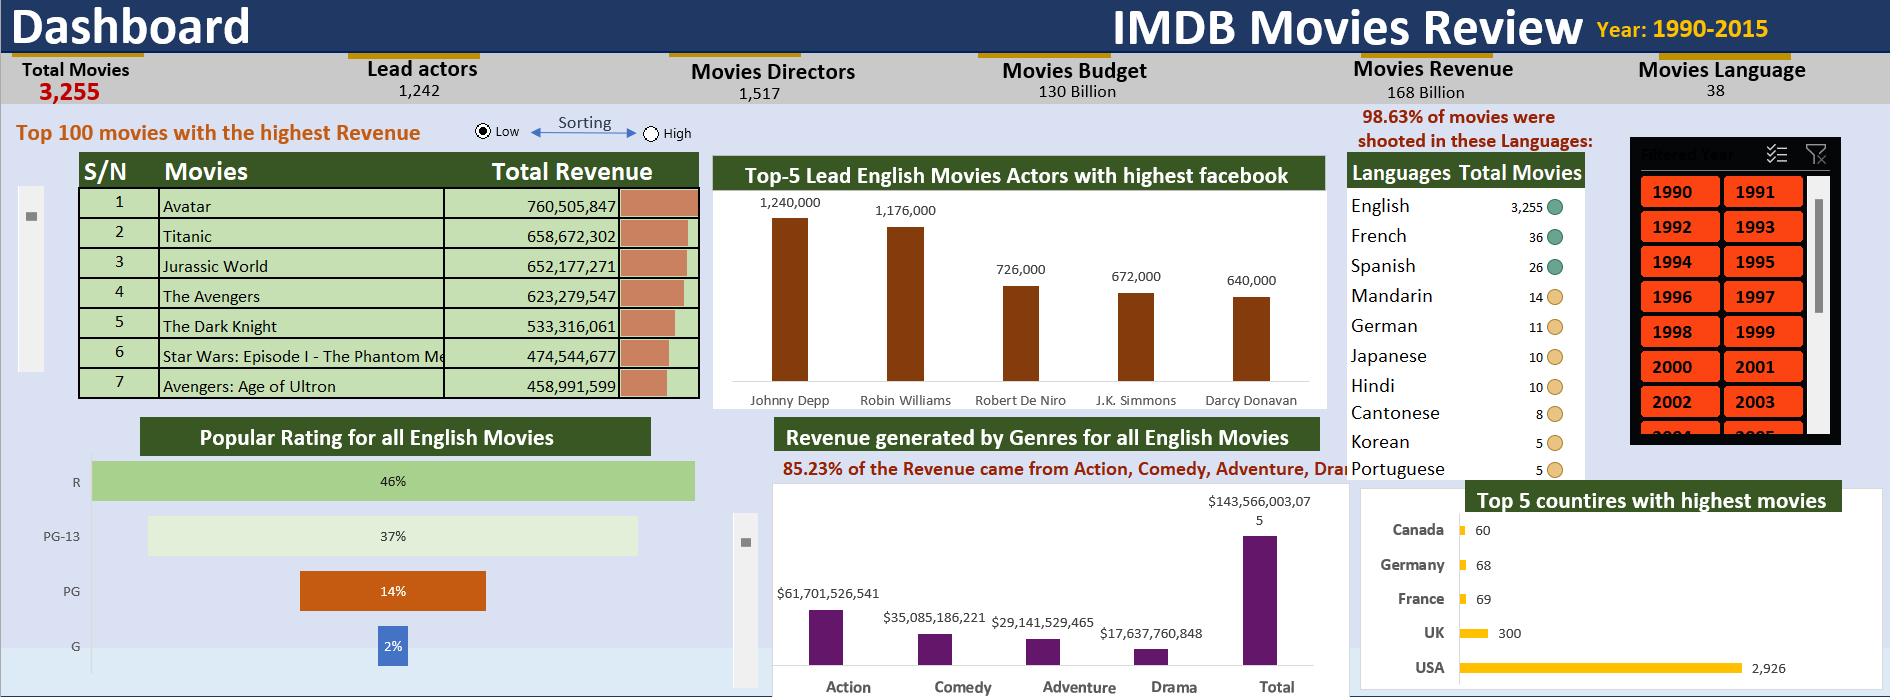 Dashboard
IMDB Movies Review Year: 1990-2015
Total Movies
3,255
Lead actors
1,242
Movies Directors
1,517
Movies Budget
130 Billion
Movies Revenue
168 Billion
Movies Language
38
Top 100 movies with the highest Revenue
Low Sorting High
S/N Movies Total Revenue
1 Avatar 760,505,847
2 Titanic 658,672,302
3 Jurassic World 652,177,271
4 The Avengers 623,279,547
5 The Dark Knight 533,316,061
6 Star Wars: Episode I - The Phantom Me 474,544,677
7 Avengers: Age of Ultron 458,991,599
Top-5 Lead English Movies Actors with highest facebook
1,240,000
1,176,000
726,000
672,000
640,000
Johnny Depp Robin Williams Robert De Niro J.K. Simmons Darcy Donavan
98.63% of movies were
shooted in these Languages:
Languages Total Movies
English 3,255
French 36
Spanish 26
Mandarin 14
German 11
Japanese 10
Hindi 10
Cantonese 8
Korean 5
Portuguese 5
Filtered Year
1990 1991
1992 1993
1994 1995
1996 1997
1998 1999
2000 2001
2002 2003
2004 2005
Popular Rating for all English Movies
R 46%
PG-13 37%
PG 14%
G 2%
Revenue generated by Genres for all English Movies
85.23% of the Revenue came from Action, Comedy, Adventure, Dra
$143,566,003,07
5
$61,701,526,541
$35,085,186,221
$29,141,529,465
$17,637,760,848
Action Comedy Adventure Drama Total
Top 5 countires with highest movies
Canada 60
Germany 68
France 69
UK 300
USA 2,926